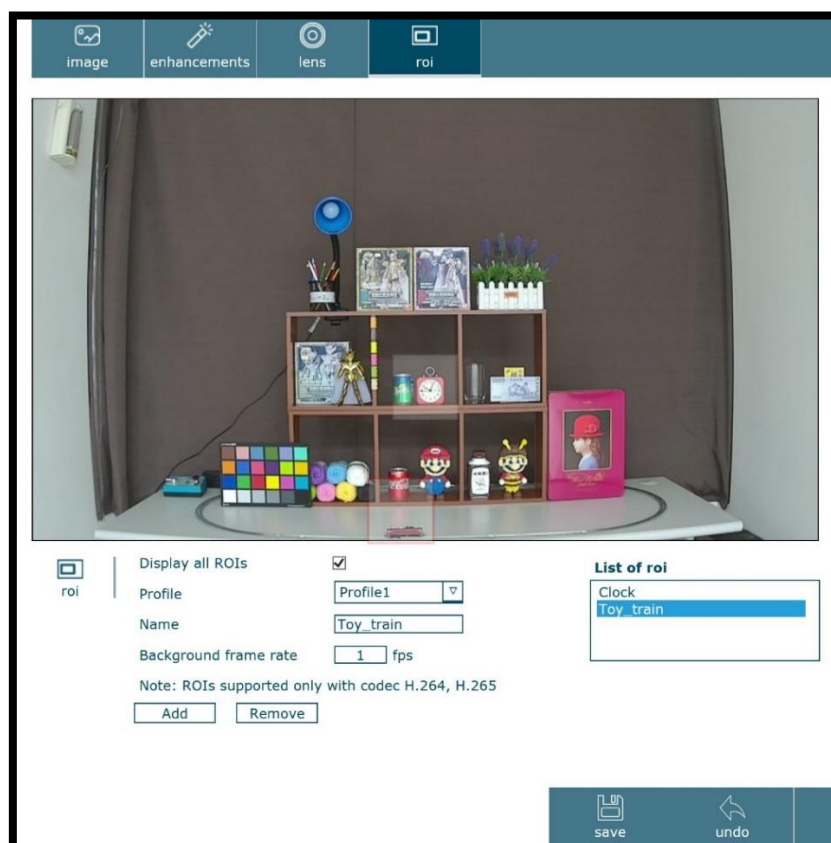 image
enhancements
lens
roi
roi
Display all ROIs
Profile
Profile1
Name
Toy_train
Background frame rate
1
fps
Note: ROIs supported only with codec H.264, H.265
Add
Remove
List of roi
Clock
Toy_train
save
undo